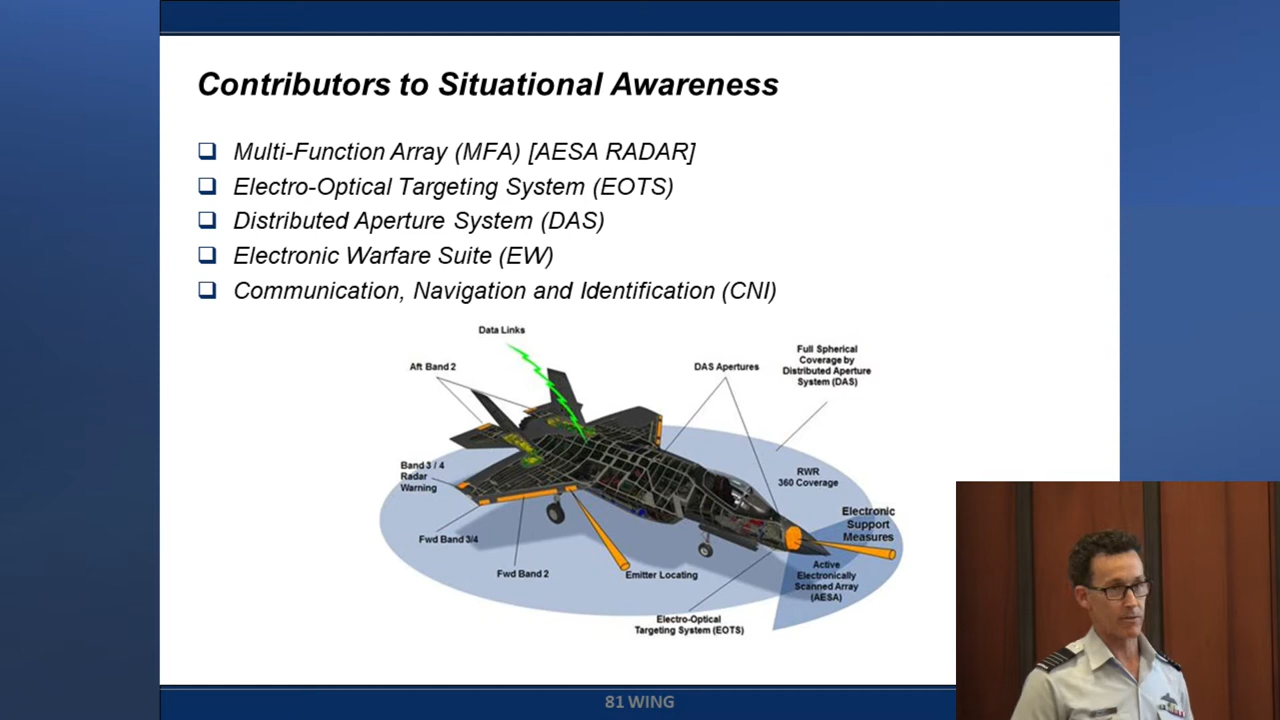 Contributors to Situational Awareness
Multi-Function Array (MFA) [AESA RADAR]
Electro-Optical Targeting System (EOTS)
Distributed Aperture System (DAS)
Electronic Warfare Suite (EW)
Communication, Navigation and Identification (CNI)
Data Links
Aft Band 2
DAS Apertures
Full Spherical
Coverage by
Distributed Aperture
System (DAS)
Band 3 / 4
Radar
Warning
RWR
360 Coverage
Electronic
Support
Measures
Fwd Band 3/4
Fwd Band 2
Emitter Locating
Active
Electronically
Scanned Array
(AESA)
Electro-Optical
Targeting System (EOTS)
81 WING